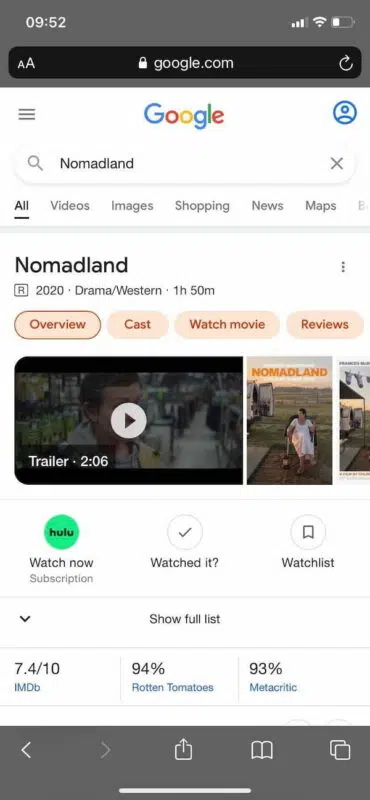 09:52
AA google.com
Google
Nomadland
All Videos Images Shopping News Maps
Nomadland
R 2020 · Drama/Western · 1h 50m
Overview Cast Watch movie Reviews
Trailer · 2:06
NOMADLAND
hulu
Watch now Watched it? Watchlist
Subscription
Show full list
7.4/10 94% 93%
IMDb Rotten Tomatoes Metacritic